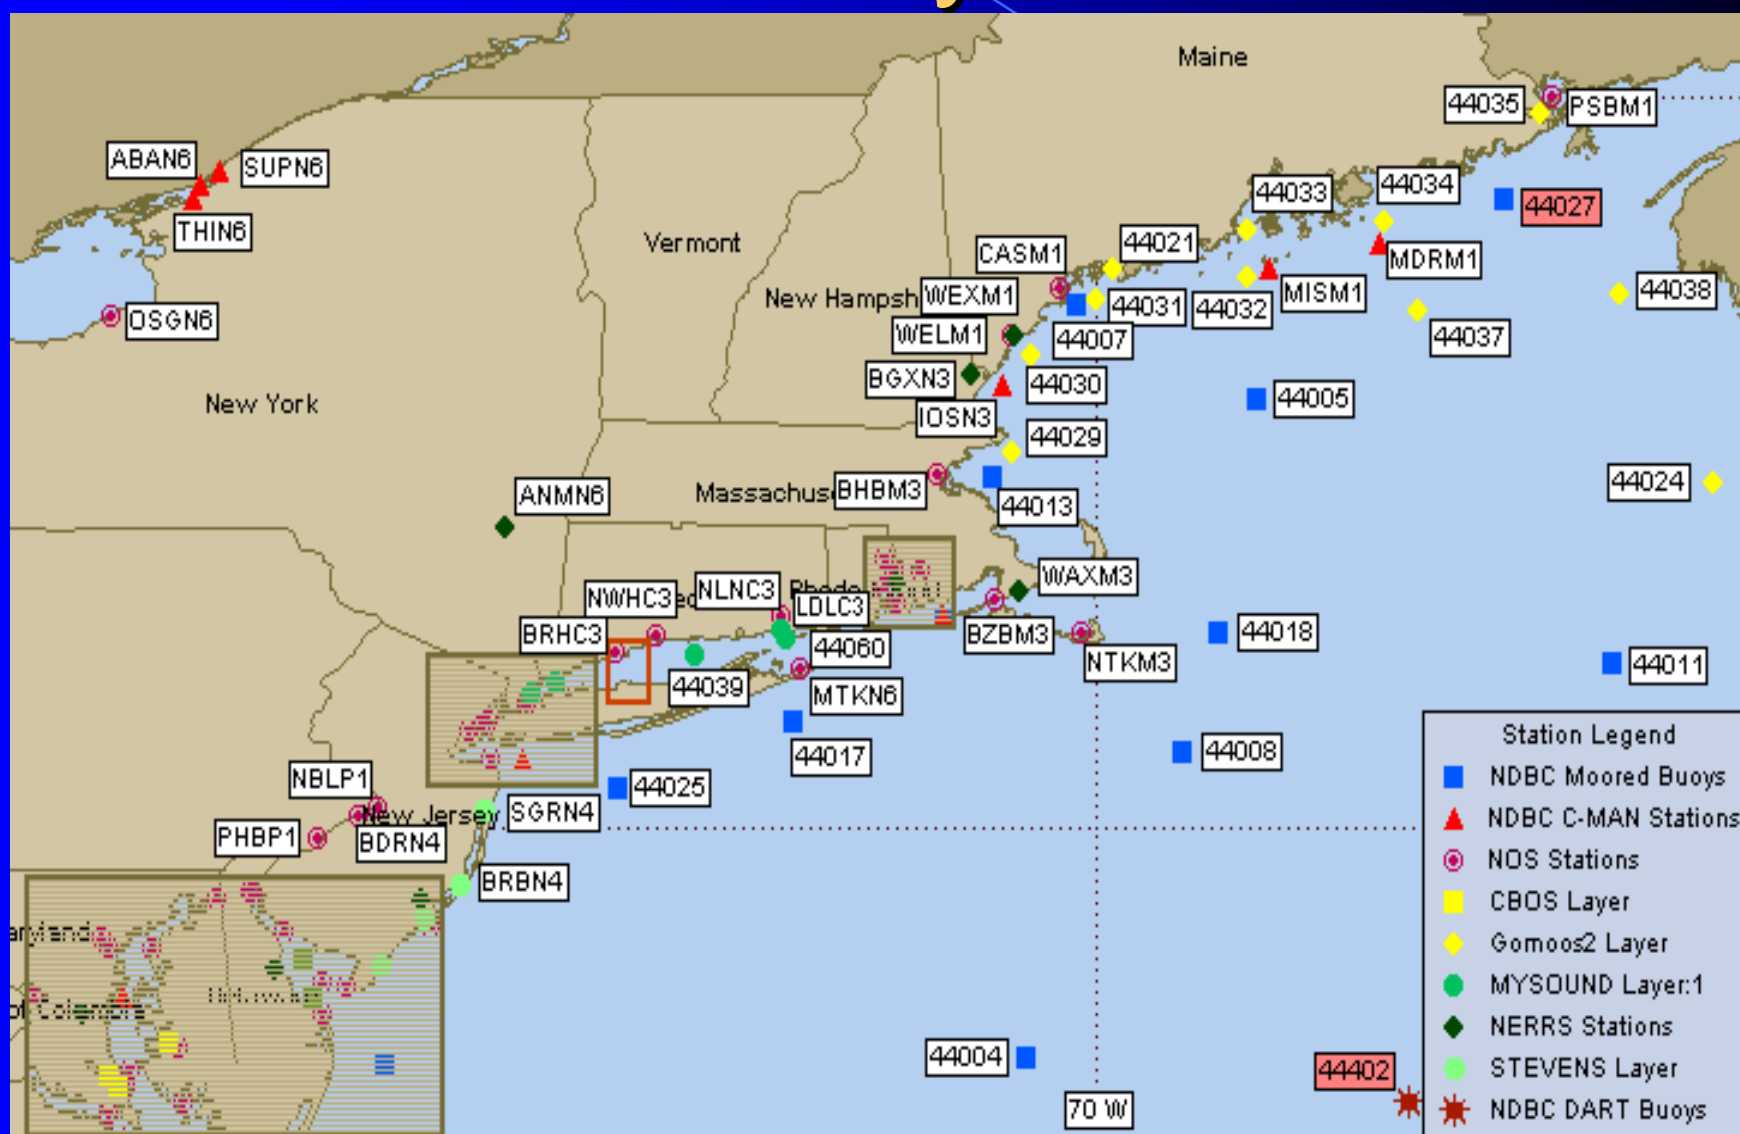 Maine
44035
PSBM1
ABAN6
SUPN6
44033
44034
44027
THIN6
Vermont
CASM1
44021
MDRM1
New Hampsh
WEXM1
44031
44032
MISM1
44038
OSGN6
WELM1
44007
44037
BGXN3
44030
New York
44005
IOSN3
44029
ANMN6
Massachus
BHBM3
44013
44024
NLNC3
WAXM3
NWHC3
LDLC3
BRHC3
44060
BZBM3
44018
NTKM3
44011
44039
MTKN6
44017
44008
NBLP1
44025
New Jersey
SGRN4
PHBP1
BDRN4
BRBN4
aryland
of Columbia
Delaware
44004
44402
70 W
Station Legend
NDBC Moored Buoys
NDBC C-MAN Stations
NOS Stations
CBOS Layer
Gomoos2 Layer
MYSOUND Layer:1
NERRS Stations
STEVENS Layer
NDBC DART Buoys